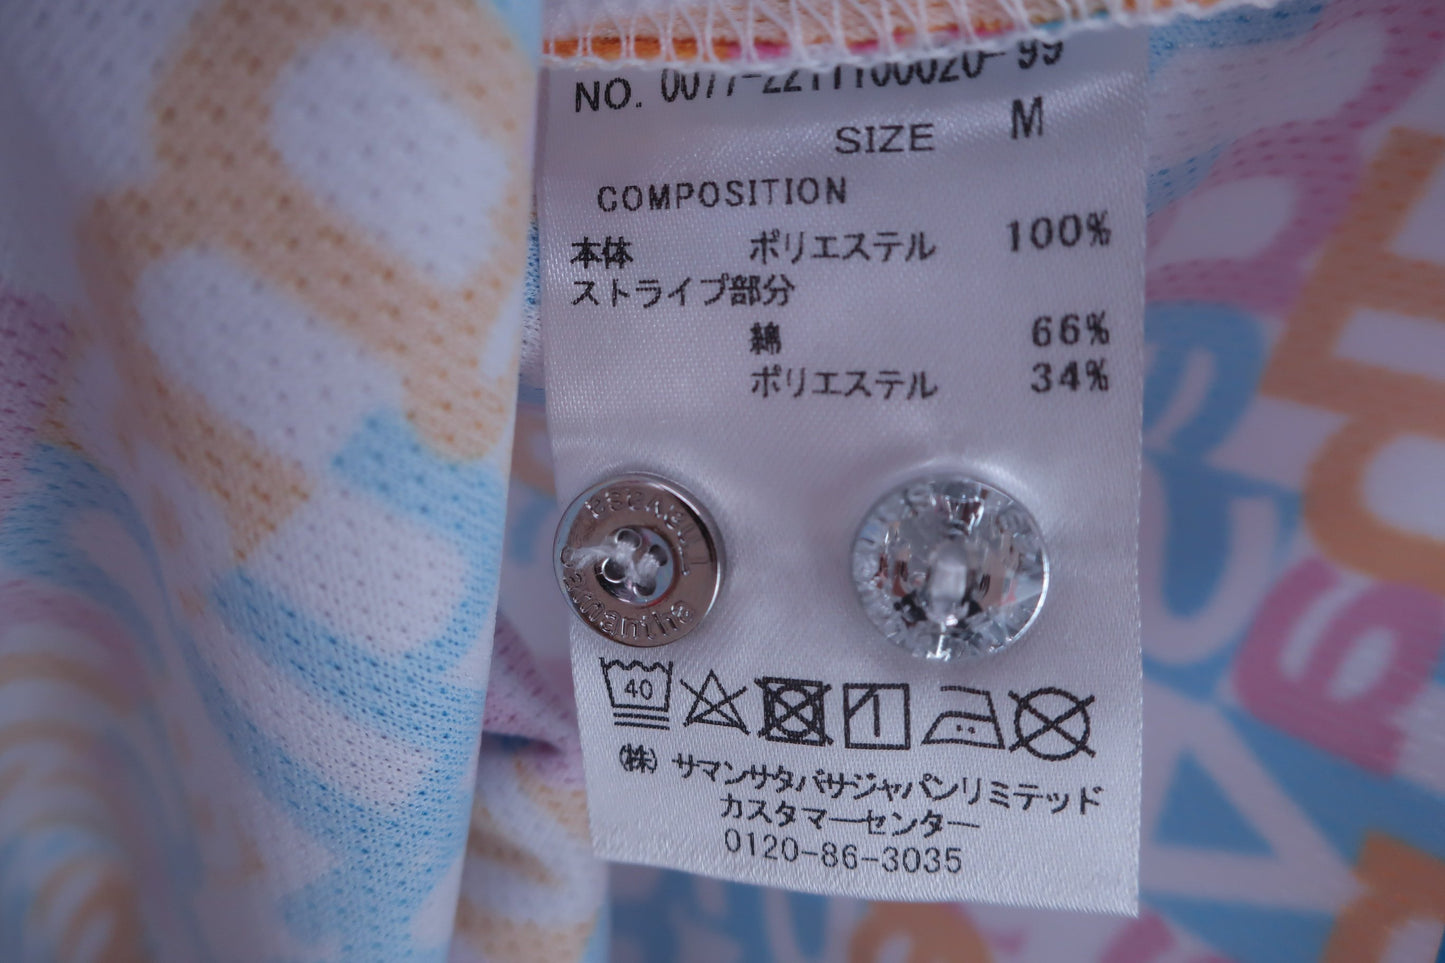 NO. 0077-2211100020-99
SIZE M
COMPOSITION
本体 ポリエステル 100%
ストライプ部分
綿 66%
ポリエステル 34%
Samantha
40
(株) サマンサタバサジャパンリミテッド
カスタマーセンター
0120-86-3035